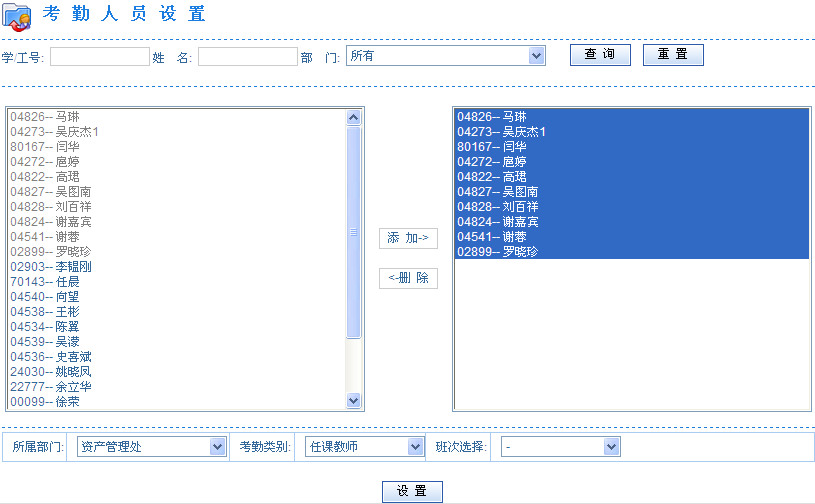 考 勤 人 员 设 置
学/工号: 姓 名: 部 门: 所有 查 询 重 置
04826-- 马琳
04273-- 吴庆杰1
80167-- 闫华
04272-- 扈婷
04822-- 高珺
04827-- 吴图南
04828-- 刘百祥
04824-- 谢嘉宾
04541-- 谢蓉
02899-- 罗晓珍
02903-- 李韫刚
70143-- 任晨
04540-- 向望
04538-- 王彬
04534-- 陈翼
04539-- 吴濛
04536-- 史喜斌
24030-- 姚晓凤
22777-- 余立华
00099-- 徐荣
添 加->
<-删 除
04826-- 马琳
04273-- 吴庆杰1
80167-- 闫华
04272-- 扈婷
04822-- 高珺
04827-- 吴图南
04828-- 刘百祥
04824-- 谢嘉宾
04541-- 谢蓉
02899-- 罗晓珍
所属部门: 资产管理处 考勤类别: 任课教师 班次选择: -
设 置